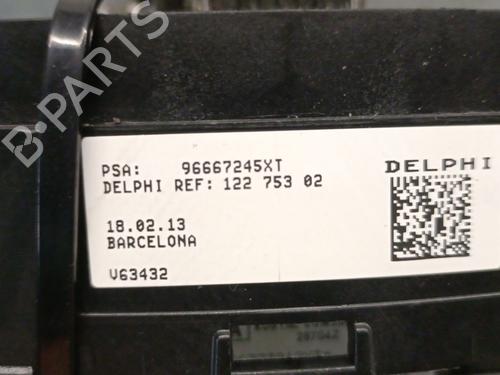 PSA: 96667245XT
DELPHI REF: 122 753 02
DELPHI
18.02.13
BARCELONA
V63432
B-PARTS